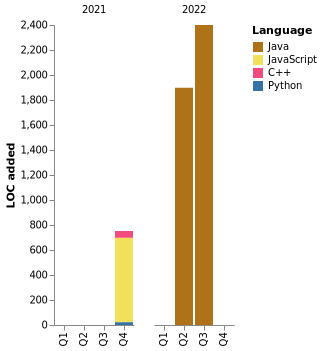 2021
2022
LOC added
2,400
2,200
2,000
1,800
1,600
1,400
1,200
1,000
800
600
400
200
0
Q1
Q2
Q3
Q4
Q1
Q2
Q3
Q4
Language
Java
JavaScript
C++
Python